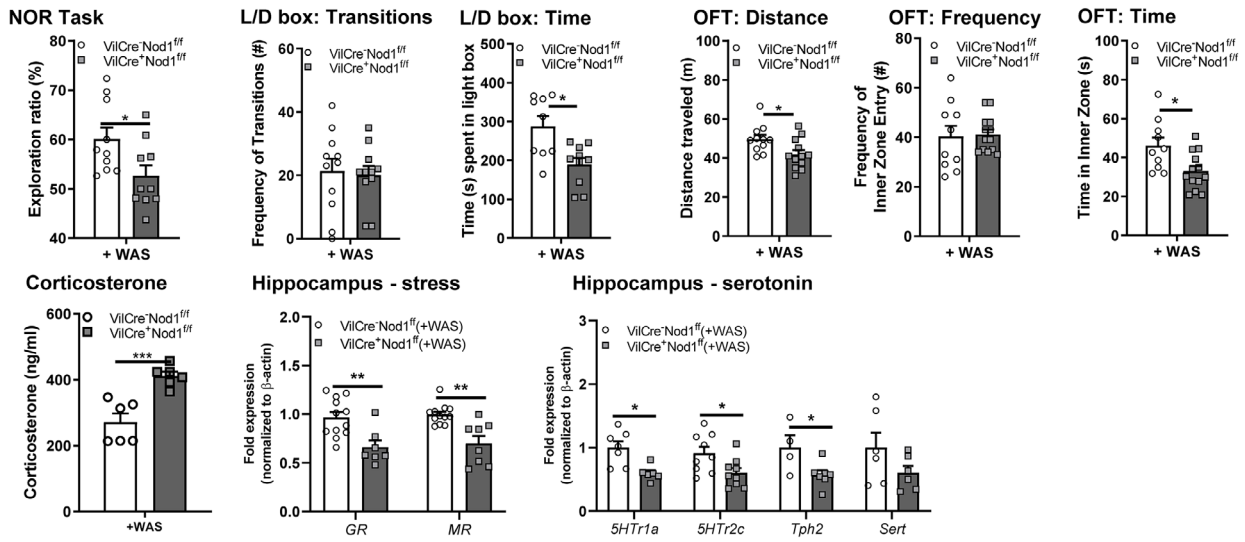 NOR Task
Exploration ratio (%)
80
70
60
50
40
VilCre⁻Nod1f/f
VilCre⁺Nod1f/f
*
+ WAS
L/D box: Transitions
Frequency of Transitions (#)
60
40
20
0
VilCre⁻Nod1f/f
VilCre⁺Nod1f/f
+ WAS
L/D box: Time
Time (s) spent in light box
500
400
300
200
100
0
VilCre⁻Nod1f/f
VilCre⁺Nod1f/f
*
+ WAS
OFT: Distance
Distance traveled (m)
100
80
60
40
20
0
VilCre⁻Nod1f/f
VilCre⁺Nod1f/f
*
+ WAS
OFT: Frequency
Frequency of
Inner Zone Entry (#)
80
60
40
20
0
VilCre⁻Nod1f/f
VilCre⁺Nod1f/f
+ WAS
OFT: Time
Time in Inner Zone (s)
100
80
60
40
20
0
VilCre⁻Nod1f/f
VilCre⁺Nod1f/f
*
+ WAS
Corticosterone
Corticosterone (ng/ml)
600
400
200
0
VilCre⁻Nod1f/f
VilCre⁺Nod1f/f
***
+WAS
Hippocampus - stress
Fold expression
(normalized to β-actin)
2.0
1.5
1.0
0.5
0.0
VilCre⁻Nod1ff(+WAS)
VilCre⁺Nod1ff(+WAS)
**
**
GR
MR
Hippocampus - serotonin
Fold expression
(normalized to β-actin)
3
2
1
0
VilCre⁻Nod1ff(+WAS)
VilCre⁺Nod1ff(+WAS)
*
*
*
5HTr1a
5HTr2c
Tph2
Sert